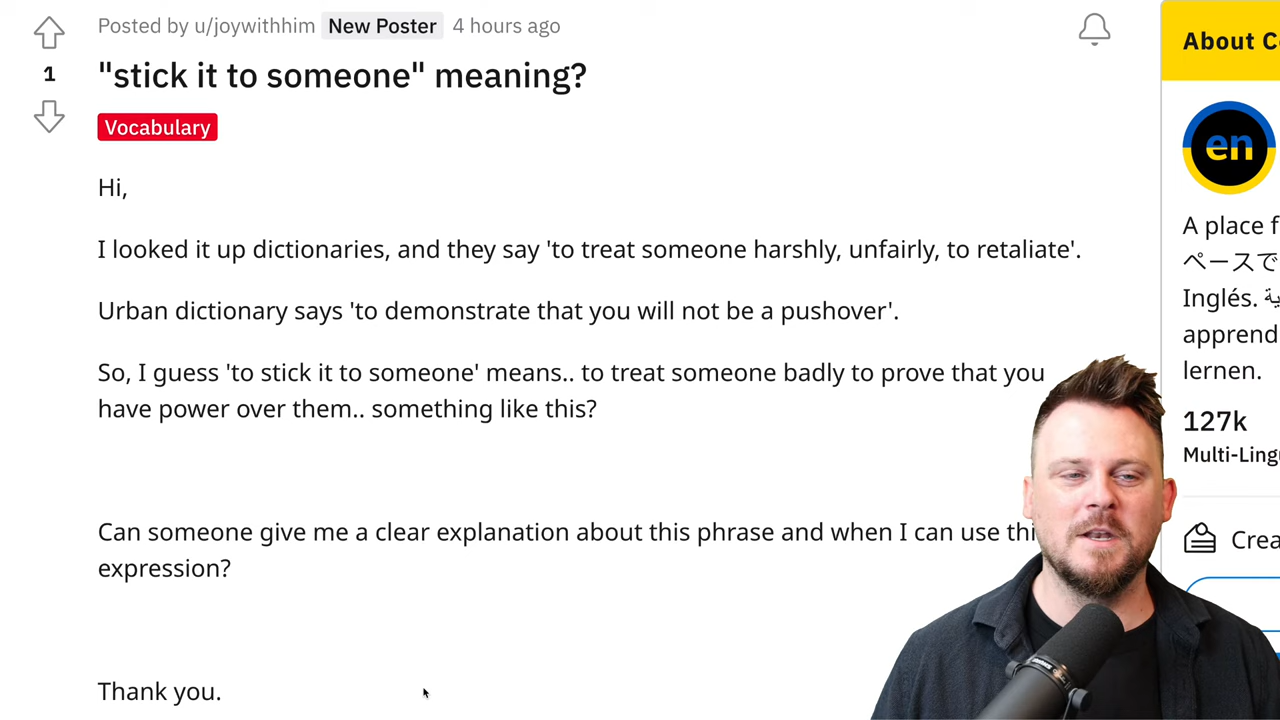 Posted by u/joywithhim New Poster 4 hours ago
1
"stick it to someone" meaning?
Vocabulary
Hi,
I looked it up dictionaries, and they say 'to treat someone harshly, unfairly, to retaliate'.
Urban dictionary says 'to demonstrate that you will not be a pushover'.
So, I guess 'to stick it to someone' means.. to treat someone badly to prove that you
have power over them.. something like this?
Can someone give me a clear explanation about this phrase and when I can use thi
expression?
Thank you.
About C
en
A place f
ペースで
Inglés.
apprend
lernen.
127k
Multi-Ling
Crea